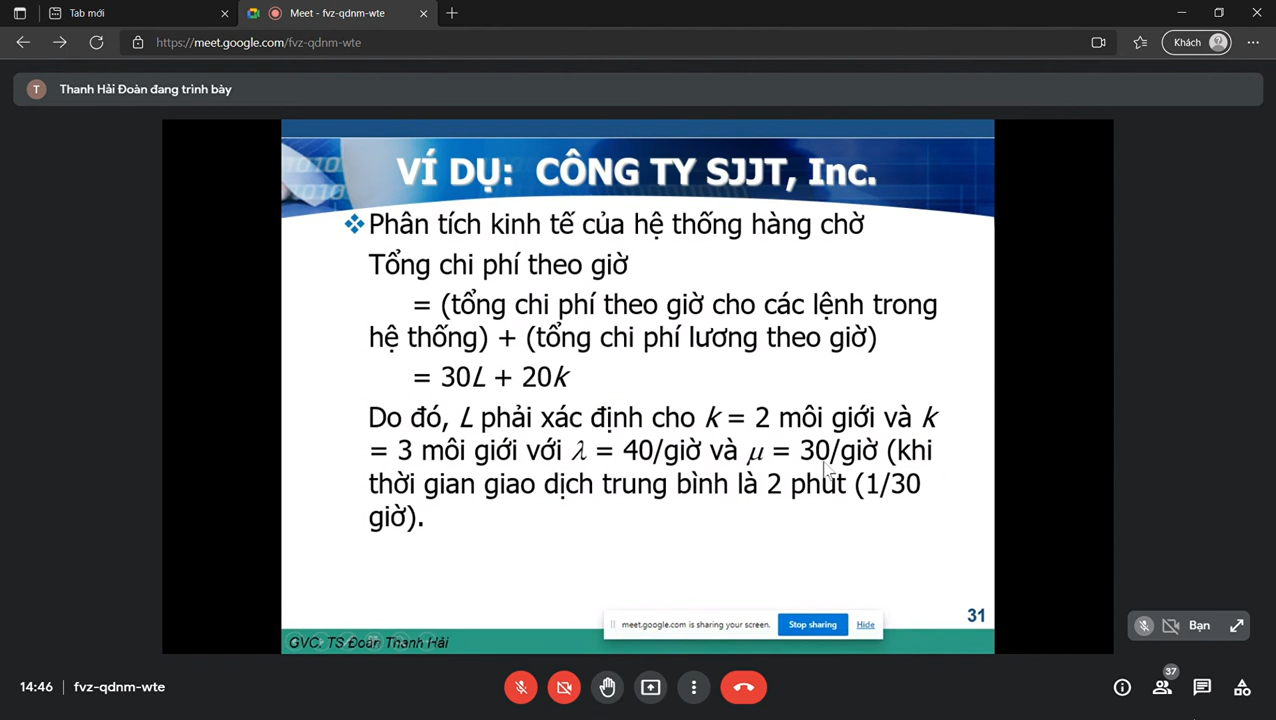 Tab mới
Meet - fvz-qdnm-wte
https://meet.google.com/fvz-qdnm-wte
Khách
T
Thanh Hải Đoàn đang trình bày
VÍ DỤ: CÔNG TY SJJT, Inc.
Phân tích kinh tế của hệ thống hàng chờ
Tổng chi phí theo giờ
= (tổng chi phí theo giờ cho các lệnh trong
hệ thống) + (tổng chi phí lương theo giờ)
= 30L + 20k
Do đó, L phải xác định cho k = 2 môi giới và k
= 3 môi giới với λ = 40/giờ và μ = 30/giờ (khi
thời gian giao dịch trung bình là 2 phút (1/30
giờ).
31
meet.google.com is sharing your screen.
Stop sharing
Hide
GVC. TS Đoàn Thanh Hải
Bạn
14:46 | fvz-qdnm-wte
37